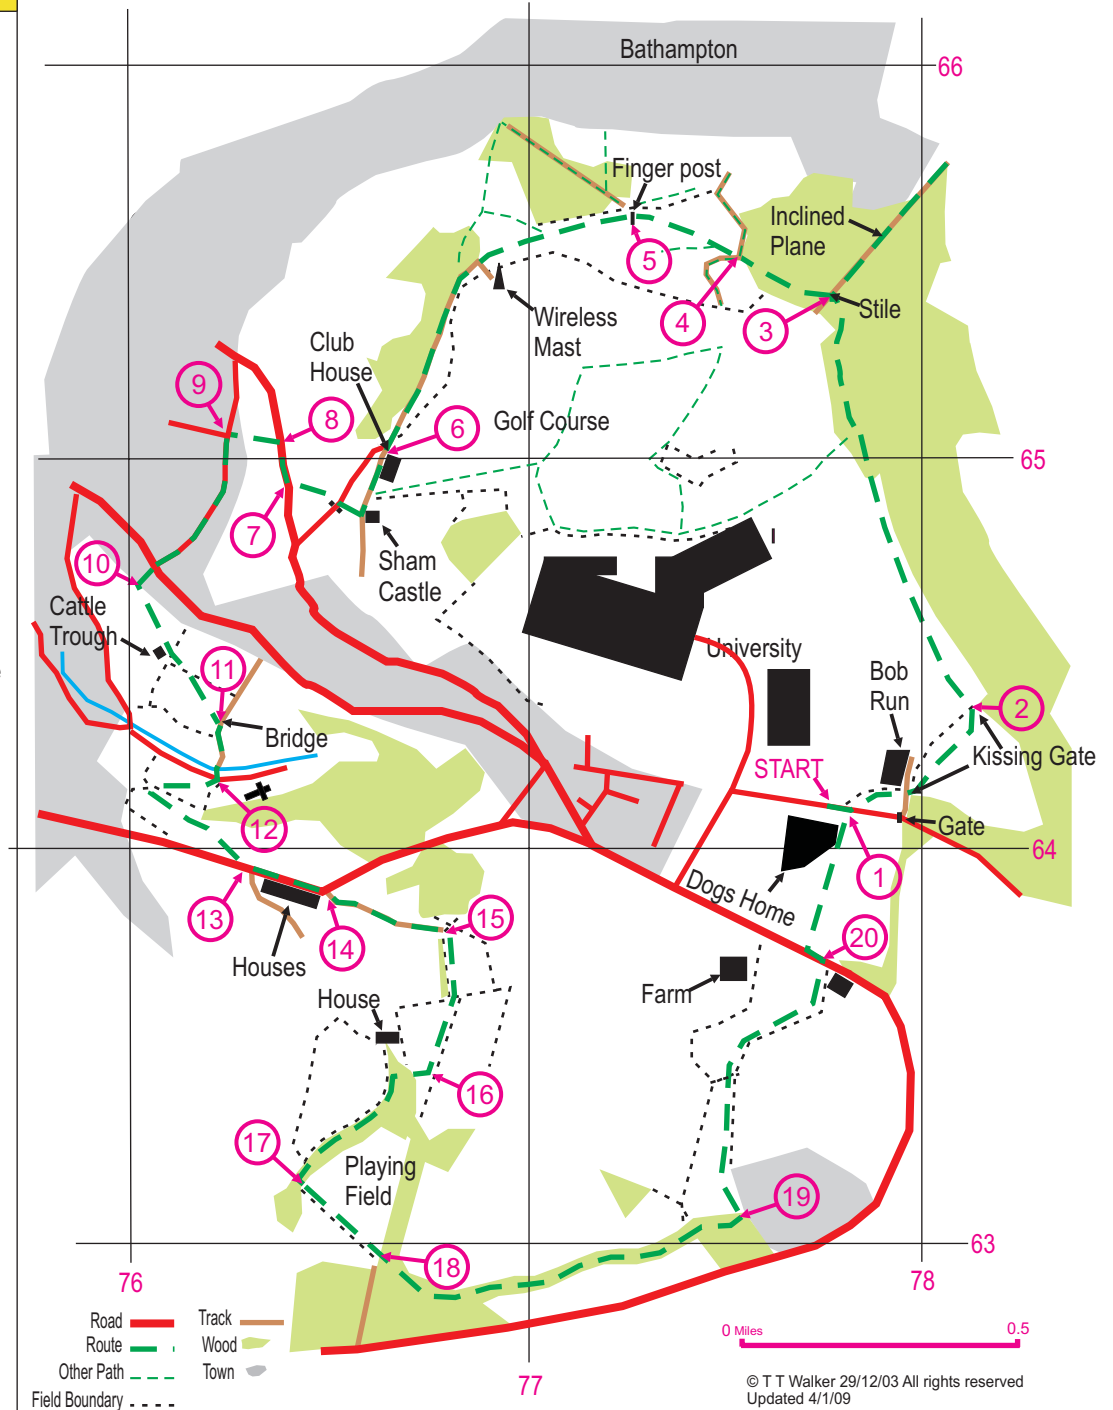 Bathampton
66
Finger post
Inclined
Plane
5
4
3
Stile
Wireless
Mast
Club
House
9
8
6
Golf Course
65
7
Sham
Castle
10
Cattle
Trough
11
University
Bob
Run
2
Bridge
Kissing Gate
START
12
Gate
64
1
Dogs Home
13
14
15
20
Houses
House
Farm
16
17
Playing
Field
19
18
63
76
78
77
Road
Track
Route
Wood
Other Path
Town
Field Boundary
0 Miles
0.5
© T T Walker 29/12/03 All rights reserved
Updated 4/1/09